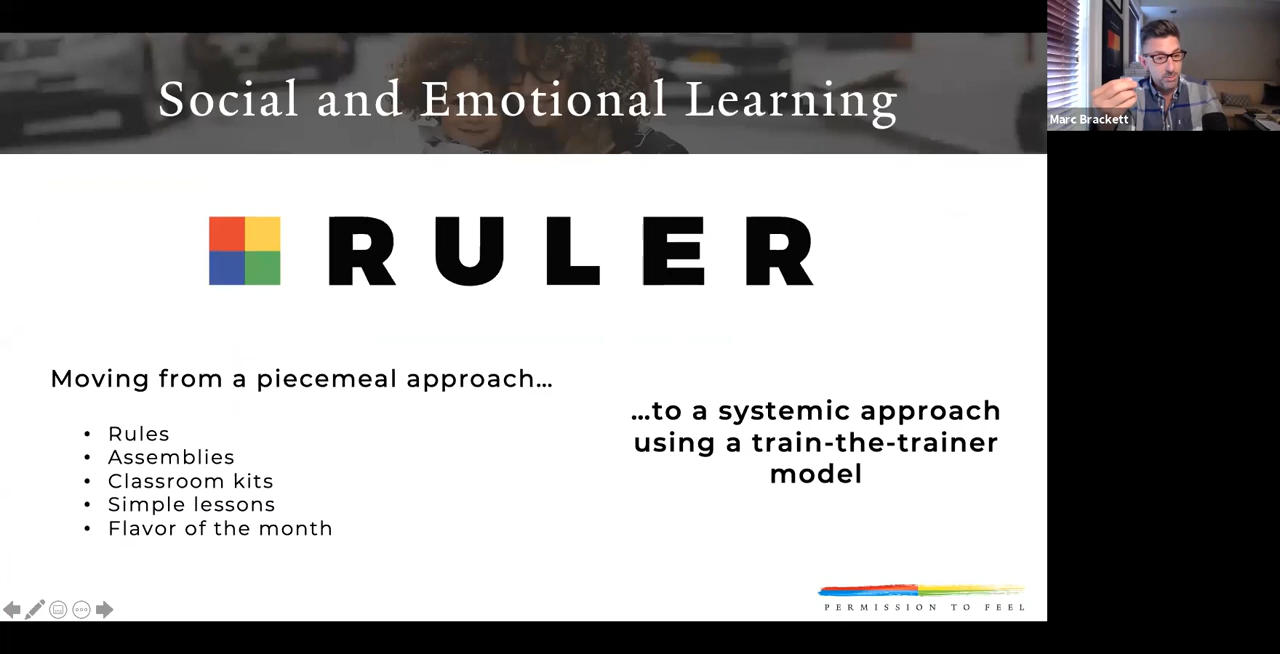 Social and Emotional Learning
Marc Brackett
RULER
Moving from a piecemeal approach...
• Rules
• Assemblies
• Classroom kits
• Simple lessons
• Flavor of the month
...to a systemic approach
using a train-the-trainer
model
PERMISSION TO FEEL